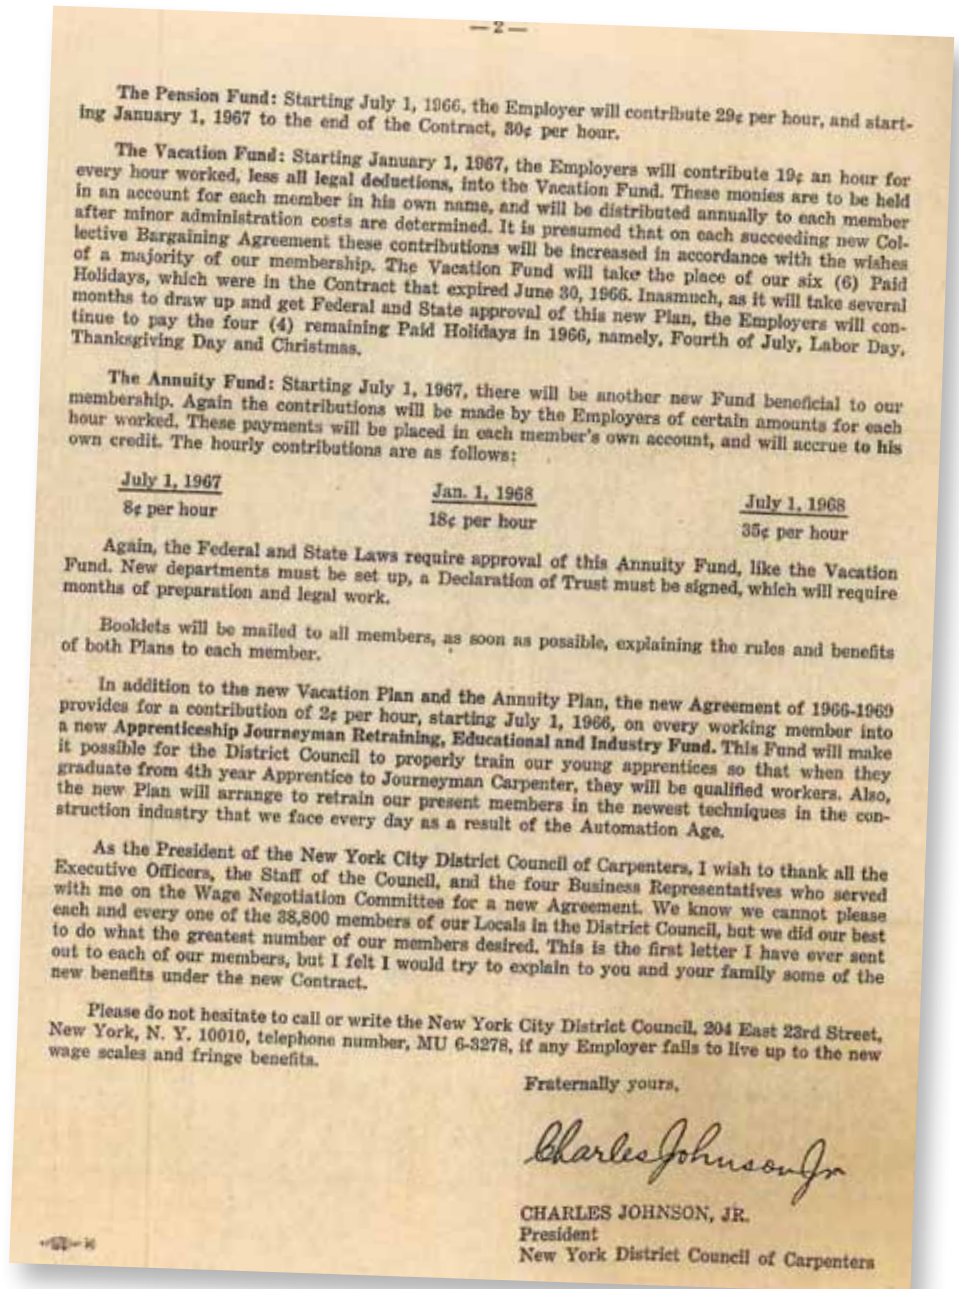 —2—
The Pension Fund: Starting July 1, 1966, the Employer will contribute 29¢ per hour, and start-
ing January 1, 1967 to the end of the Contract, 30¢ per hour.
The Vacation Fund: Starting January 1, 1967, the Employers will contribute 19¢ an hour for
every hour worked, less all legal deductions, into the Vacation Fund. These monies are to be held
in an account for each member in his own name, and will be distributed annually to each member
after minor administration costs are determined. It is presumed that on each succeeding new Col-
lective Bargaining Agreement these contributions will be increased in accordance with the wishes
of a majority of our membership. The Vacation Fund will take the place of our six (6) Paid
Holidays, which were in the Contract that expired June 30, 1966. Inasmuch, as it will take several
months to draw up and get Federal and State approval of this new Plan, the Employers will con-
tinue to pay the four (4) remaining Paid Holidays in 1966, namely, Fourth of July, Labor Day,
Thanksgiving Day and Christmas.
The Annuity Fund: Starting July 1, 1967, there will be another new Fund beneficial to our
membership. Again the contributions will be made by the Employers of certain amounts for each
hour worked. These payments will be placed in each member's own account, and will accrue to his
own credit. The hourly contributions are as follows:
July 1, 1967 Jan. 1, 1968 July 1, 1968
8¢ per hour 18¢ per hour 35¢ per hour
Again, the Federal and State Laws require approval of this Annuity Fund, like the Vacation
Fund. New departments must be set up, a Declaration of Trust must be signed, which will require
months of preparation and legal work.
Booklets will be mailed to all members, as soon as possible, explaining the rules and benefits
of both Plans to each member.
In addition to the new Vacation Plan and the Annuity Plan, the new Agreement of 1966-1969
provides for a contribution of 2¢ per hour, starting July 1, 1966, on every working member into
a new Apprenticeship Journeyman Retraining, Educational and Industry Fund. This Fund will make
it possible for the District Council to properly train our young apprentices so that when they
graduate from 4th year Apprentice to Journeyman Carpenter, they will be qualified workers. Also,
the new Plan will arrange to retrain our present members in the newest techniques in the con-
struction industry that we face every day as a result of the Automation Age.
As the President of the New York City District Council of Carpenters, I wish to thank all the
Executive Officers, the Staff of the Council, and the four Business Representatives who served
with me on the Wage Negotiation Committee for a new Agreement. We know we cannot please
each and every one of the 38,800 members of our Locals in the District Council, but we did our best
to do what the greatest number of our members desired. This is the first letter I have ever sent
out to each of our members, but I felt I would try to explain to you and your family some of the
new benefits under the new Contract.
Please do not hesitate to call or write the New York City District Council, 204 East 23rd Street,
New York, N. Y. 10010, telephone number, MU 6-3278, if any Employer fails to live up to the new
wage scales and fringe benefits.
Fraternally yours,
Charles Johnson Jr
CHARLES JOHNSON, JR.
President
New York District Council of Carpenters